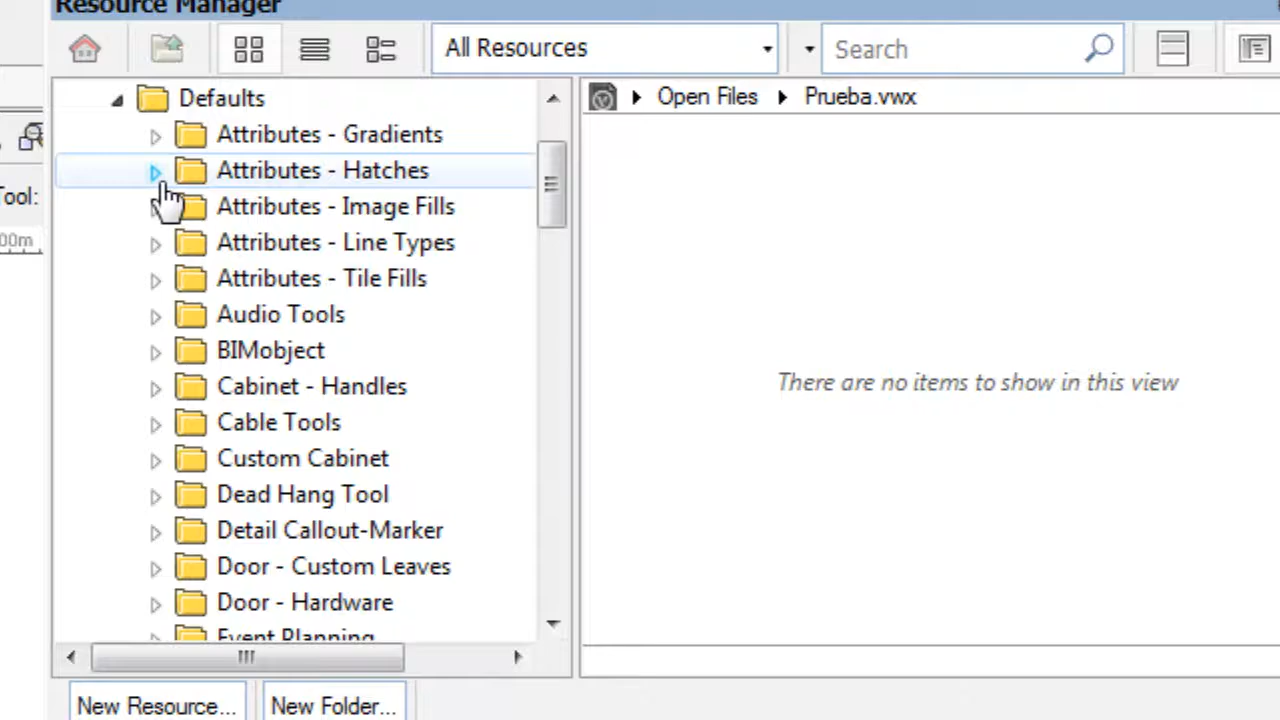 Resource Manager
All Resources
Search
Defaults
Open Files
Prueba.vwx
Attributes - Gradients
Attributes - Hatches
Tool:
Attributes - Image Fills
00m
Attributes - Line Types
Attributes - Tile Fills
Audio Tools
BIMobject
There are no items to show in this view
Cabinet - Handles
Cable Tools
Custom Cabinet
Dead Hang Tool
Detail Callout-Marker
Door - Custom Leaves
Door - Hardware
Event Planning
New Resource...
New Folder...